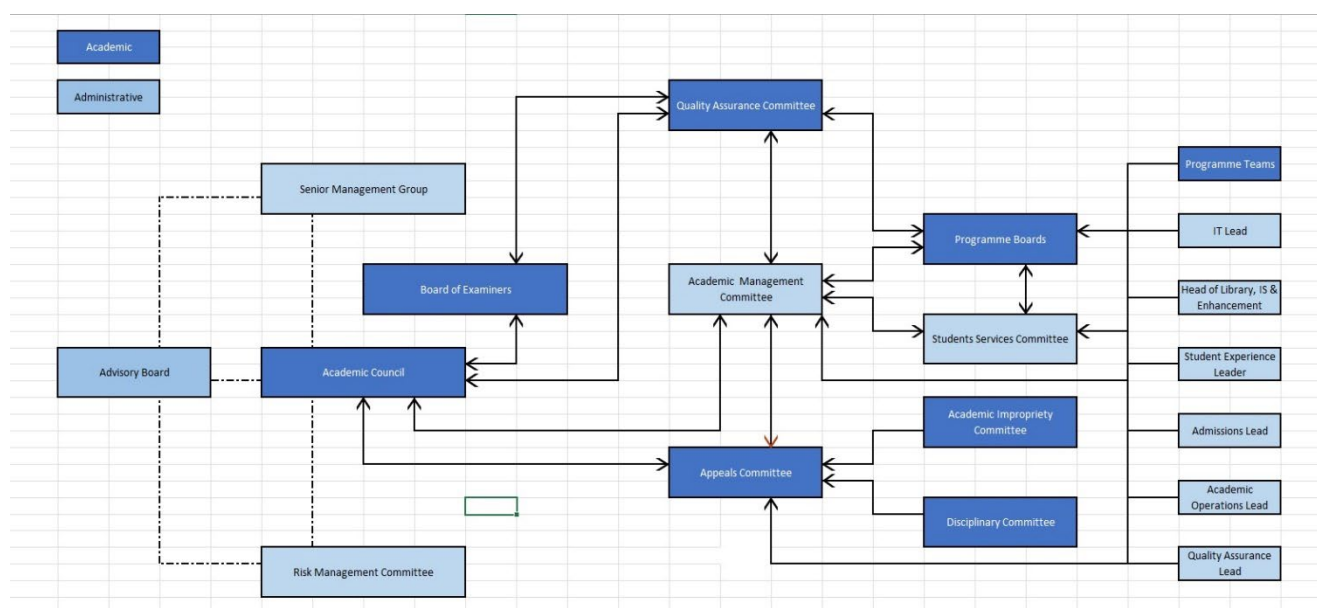 Academic
Administrative
Quality Assurance Committee
Programme Teams
Senior Management Group
Programme Boards
IT Lead
Board of Examiners
Academic Management
Committee
Head of Library, IS &
Enhancement
Students Services Committee
Advisory Board
Academic Council
Student Experience
Leader
Academic Impropriety
Committee
Admissions Lead
Appeals Committee
Academic
Operations Lead
Disciplinary Committee
Risk Management Committee
Quality Assurance
Lead